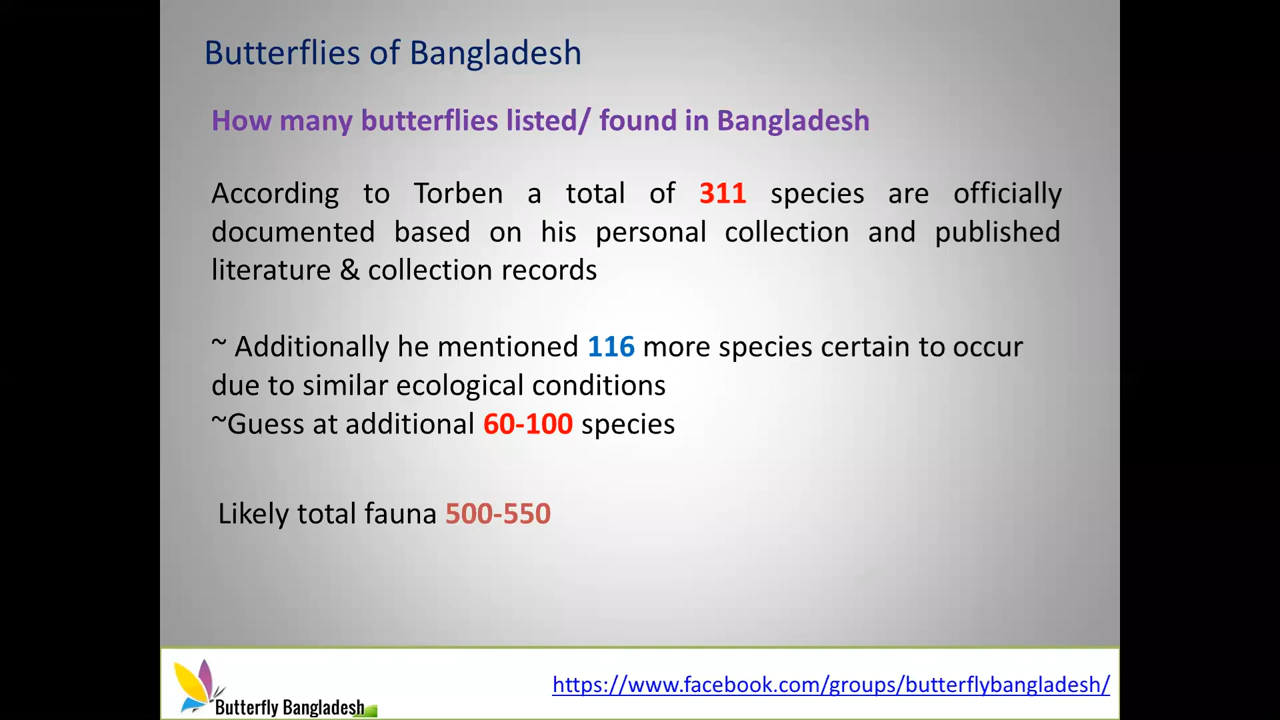 Butterflies of Bangladesh
How many butterflies listed/ found in Bangladesh
According to Torben a total of 311 species are officially
documented based on his personal collection and published
literature & collection records
~ Additionally he mentioned 116 more species certain to occur
due to similar ecological conditions
~Guess at additional 60-100 species
Likely total fauna 500-550
Butterfly Bangladesh
https://www.facebook.com/groups/butterflybangladesh/